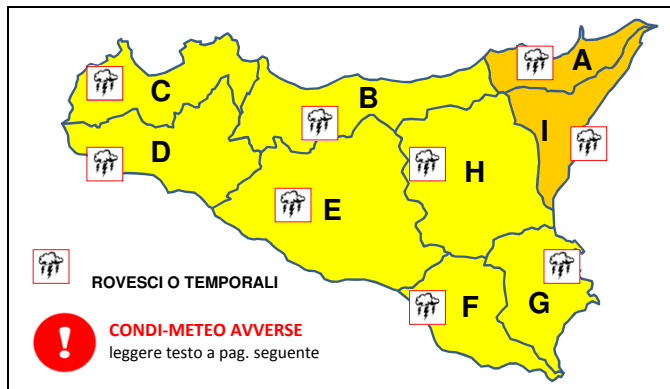 A
C
B
I
D
H
E
ROVESCI O TEMPORALI
F
G
CONDI-METEO AVVERSE
leggere testo a pag. seguente